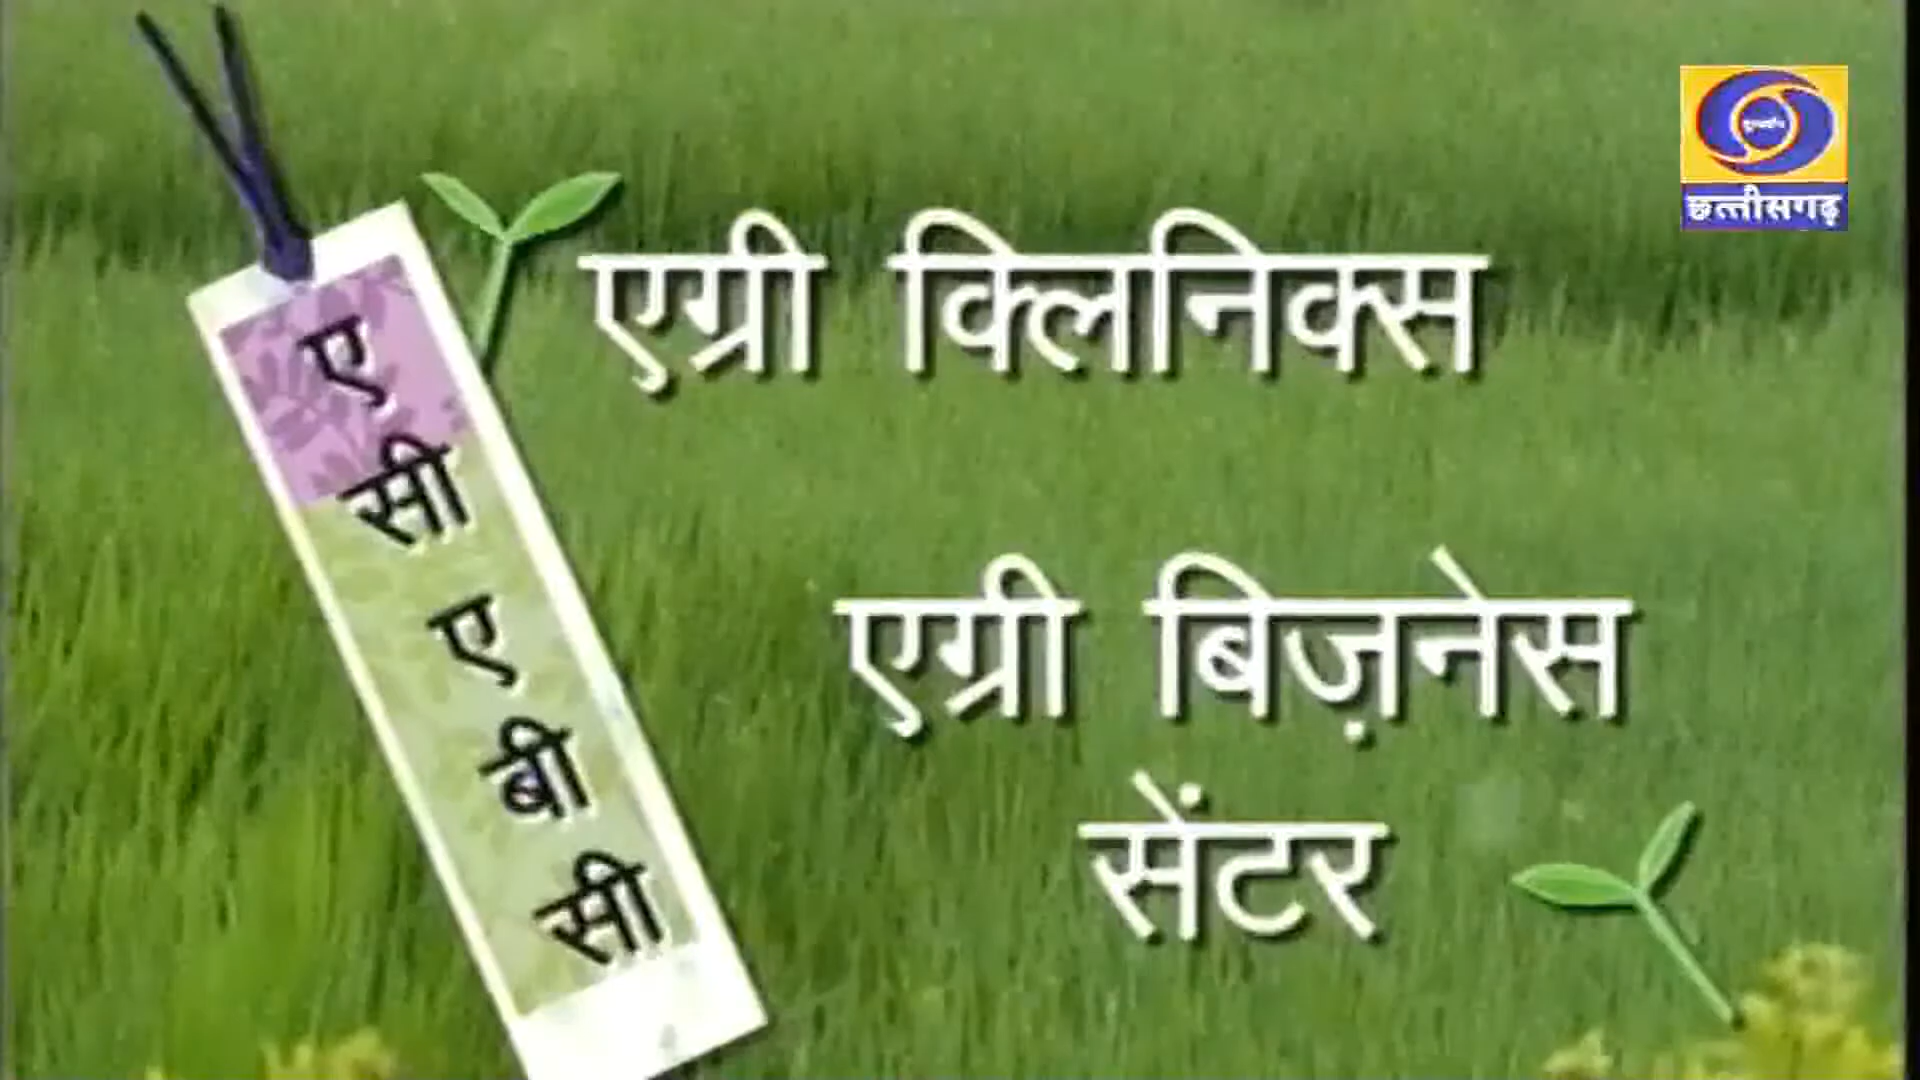 छत्तीसगढ़
एग्री क्लिनिक्स
एग्री बिज़नेस
सेंटर
ए
सी
ए
बी
सी